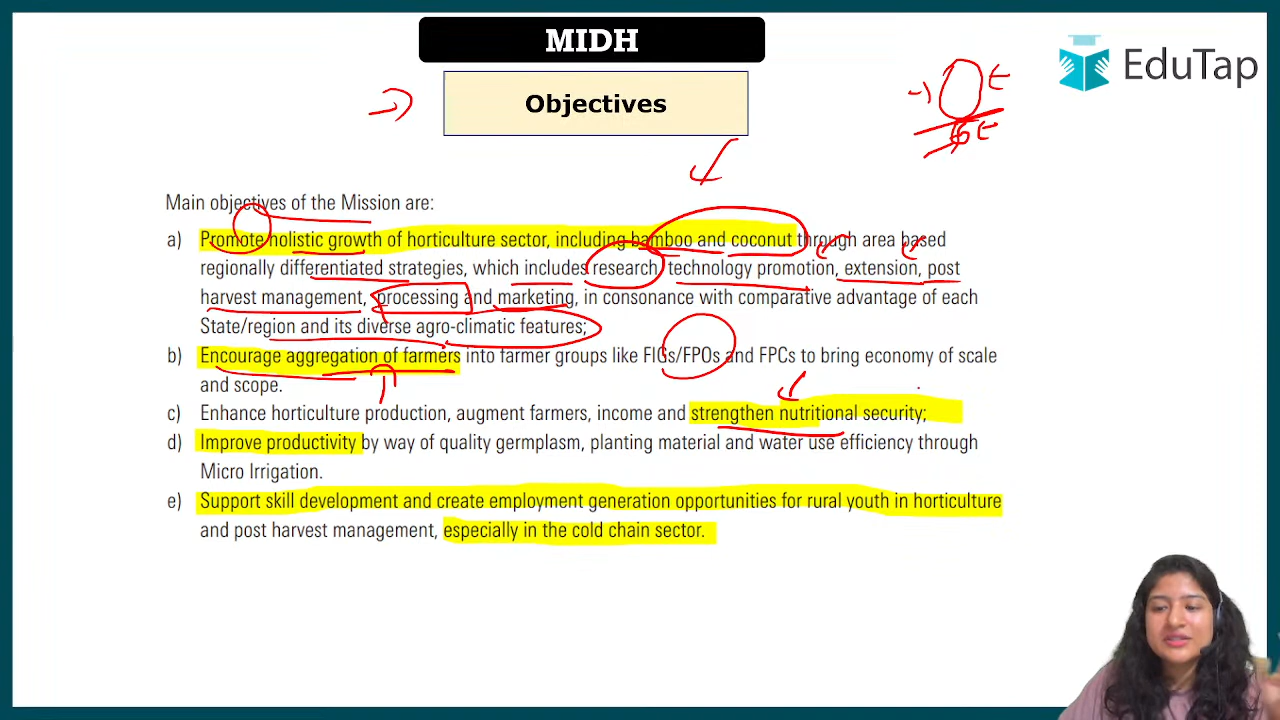 MIDH
EduTap
Objectives
Main objectives of the Mission are:
a) Promote holistic growth of horticulture sector, including bamboo and coconut through area based
regionally differentiated strategies, which includes research, technology promotion, extension, post
harvest management, processing and marketing, in consonance with comparative advantage of each
State/region and its diverse agro-climatic features;
b) Encourage aggregation of farmers into farmer groups like FIGs/FPOs and FPCs to bring economy of scale
and scope.
c) Enhance horticulture production, augment farmers, income and strengthen nutritional security;
d) Improve productivity by way of quality germplasm, planting material and water use efficiency through
Micro Irrigation.
e) Support skill development and create employment generation opportunities for rural youth in horticulture
and post harvest management, especially in the cold chain sector.